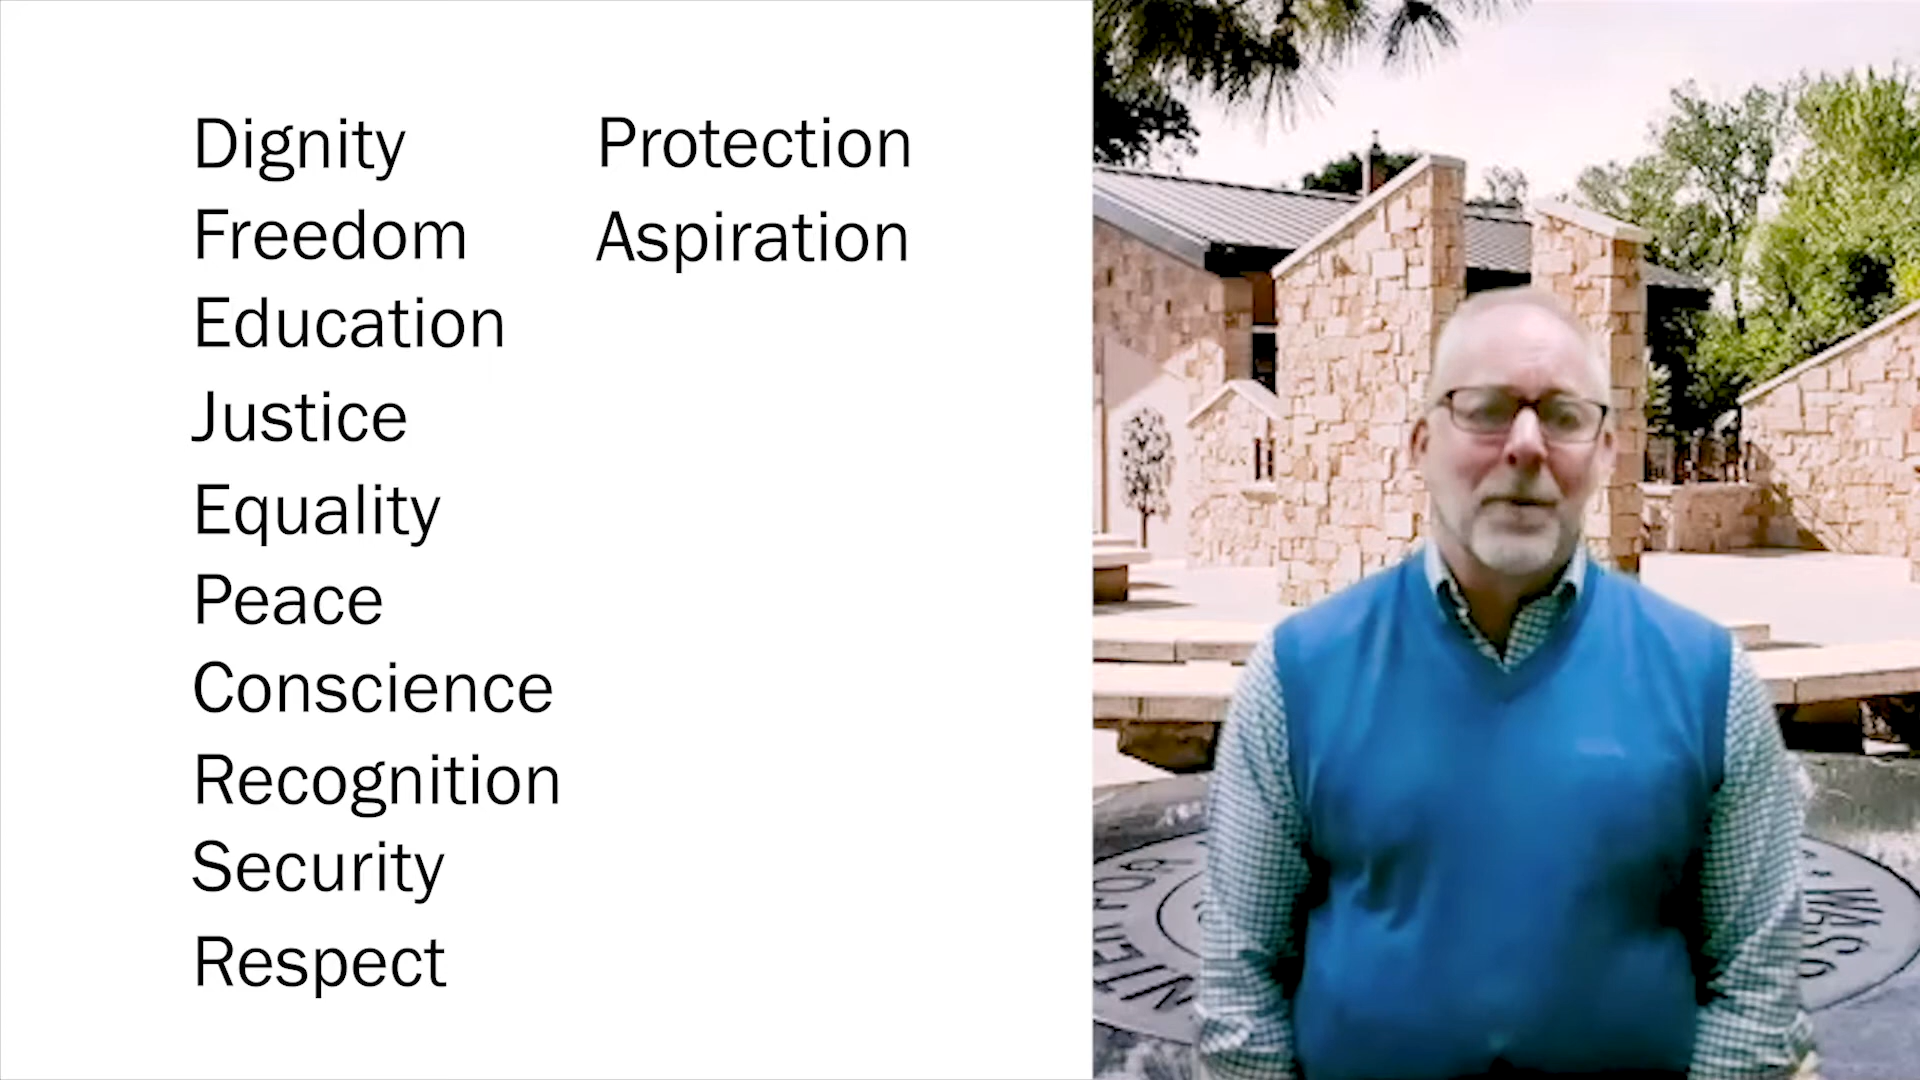 Dignity
Freedom
Education
Justice
Equality
Peace
Conscience
Recognition
Security
Respect
Protection
Aspiration